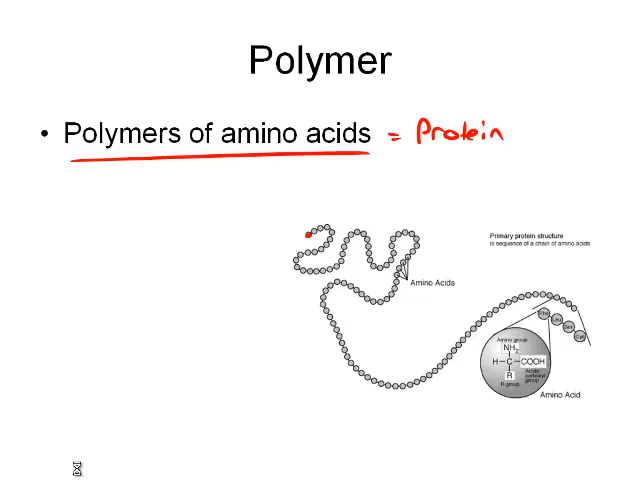 Polymer
• Polymers of amino acids = Protein
Primary protein structure
is sequence of a chain of amino acids
Amino Acids
Phe
Leu
Ser
Cys
Amino group
NH2
H C COOH
R
Acidic
carboxyl
group
R group
Amino Acid